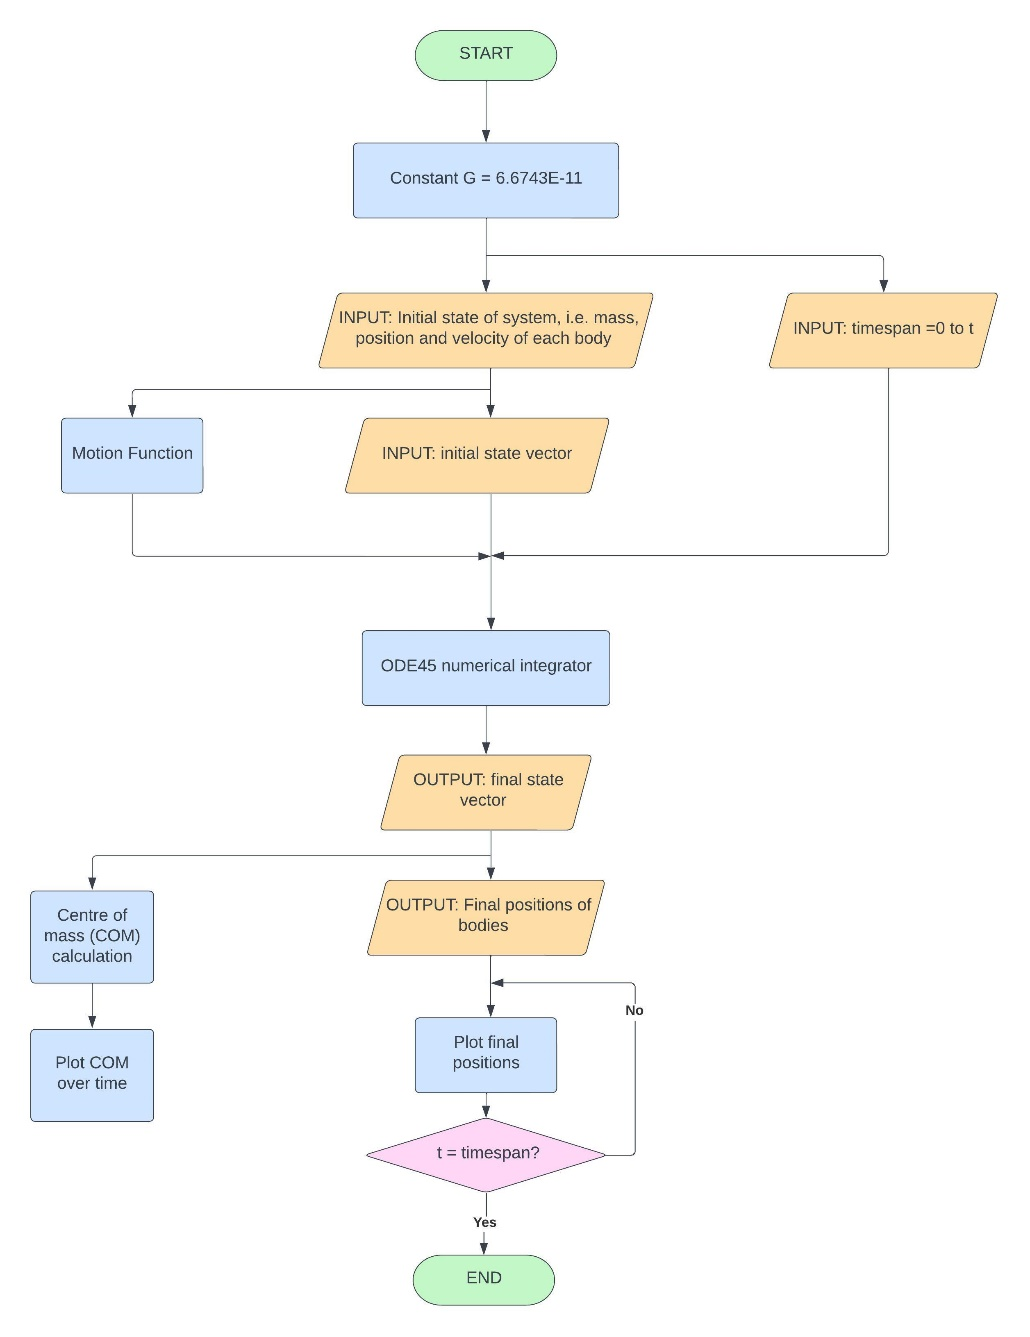 START
Constant G = 6.6743E-11
INPUT: Initial state of system, i.e. mass,
position and velocity of each body
INPUT: timespan =0 to t
Motion Function
INPUT: initial state vector
ODE45 numerical integrator
OUTPUT: final state
vector
Centre of
mass (COM)
calculation
OUTPUT: Final positions of
bodies
No
Plot final
positions
Plot COM
over time
t = timespan?
Yes
END